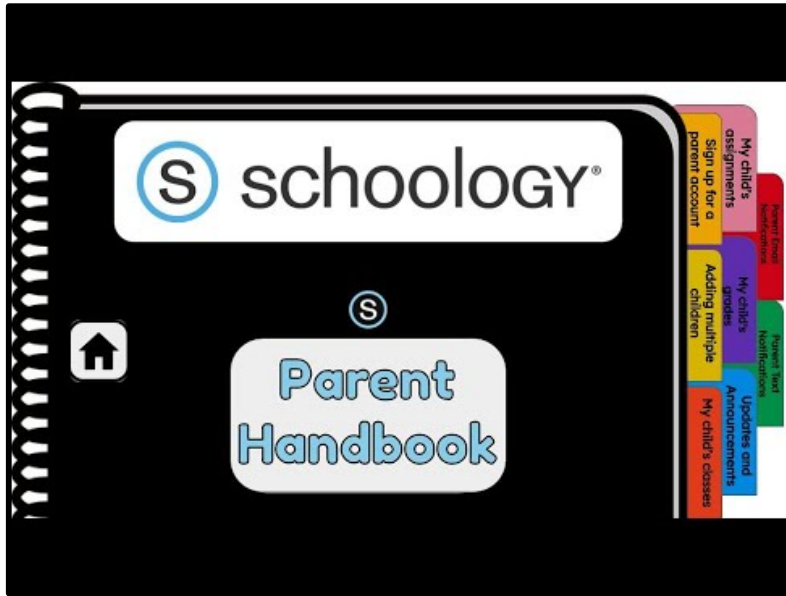 S schoology®
S
Parent
Handbook
Sign up for a
parent account
Adding multiple
children
My child's classes
My child's
assignments
My child's
grades
Updates and
Announcements
Parent Email
Notifications
Parent Text
Notifications